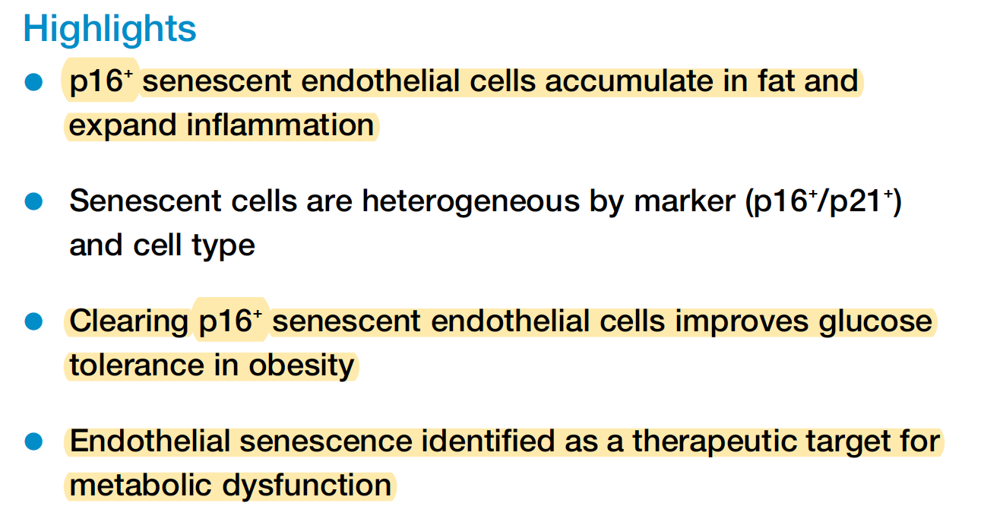 Highlights
● p16⁺ senescent endothelial cells accumulate in fat and
expand inflammation
● Senescent cells are heterogeneous by marker (p16⁺/p21⁺)
and cell type
● Clearing p16⁺ senescent endothelial cells improves glucose
tolerance in obesity
● Endothelial senescence identified as a therapeutic target for
metabolic dysfunction